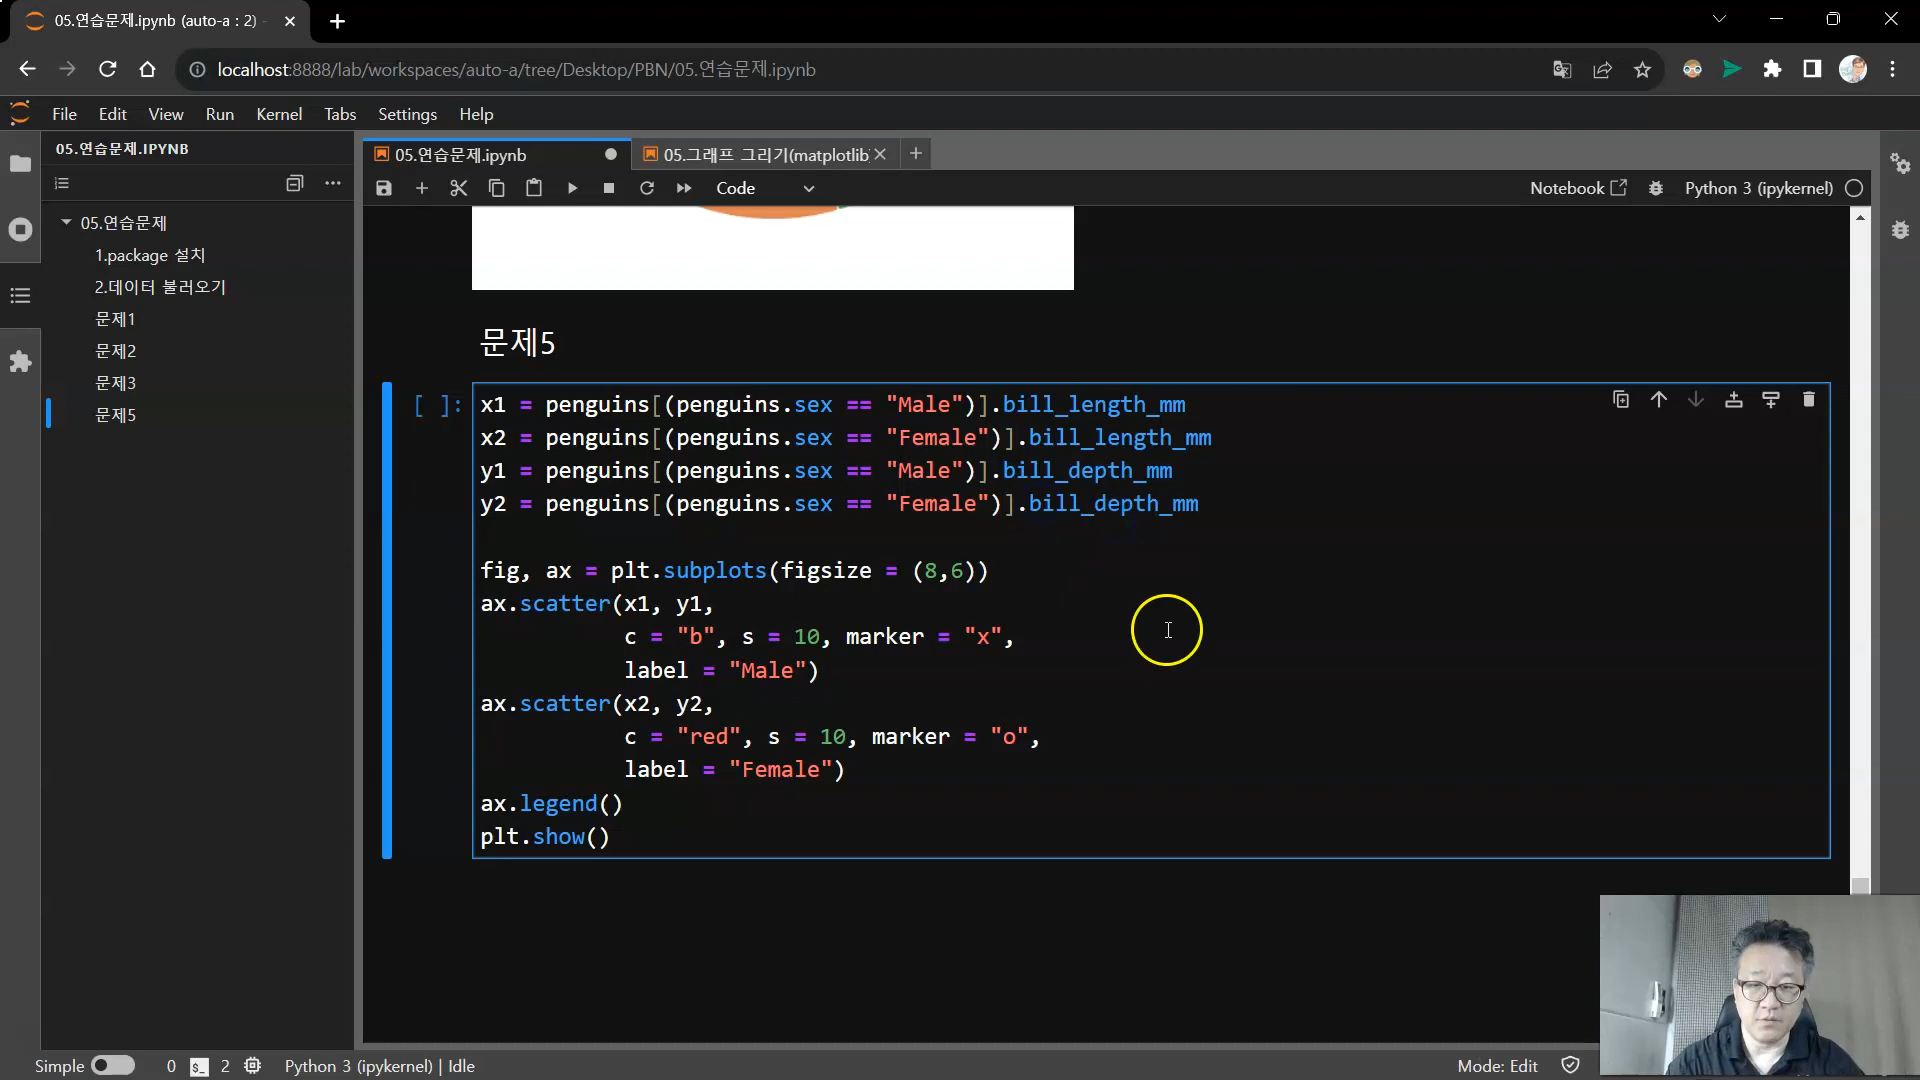 05.연습문제.ipynb (auto-a : 2)
localhost:8888/lab/workspaces/auto-a/tree/Desktop/PBN/05.연습문제.ipynb
File Edit View Run Kernel Tabs Settings Help
05.연습문제.IPYNB
05.연습문제
1.package 설치
2.데이터 불러오기
문제1
문제2
문제3
문제5
05.연습문제.ipynb
05.그래프 그리기(matplotlib)
Code
Notebook
Python 3 (ipykernel)
문제5
[ ]:
x1 = penguins[(penguins.sex == "Male")].bill_length_mm
x2 = penguins[(penguins.sex == "Female")].bill_length_mm
y1 = penguins[(penguins.sex == "Male")].bill_depth_mm
y2 = penguins[(penguins.sex == "Female")].bill_depth_mm
fig, ax = plt.subplots(figsize = (8,6))
ax.scatter(x1, y1,
c = "b", s = 10, marker = "x",
label = "Male")
ax.scatter(x2, y2,
c = "red", s = 10, marker = "o",
label = "Female")
ax.legend()
plt.show()
Simple
0
$_
2
Python 3 (ipykernel) | Idle
Mode: Edit